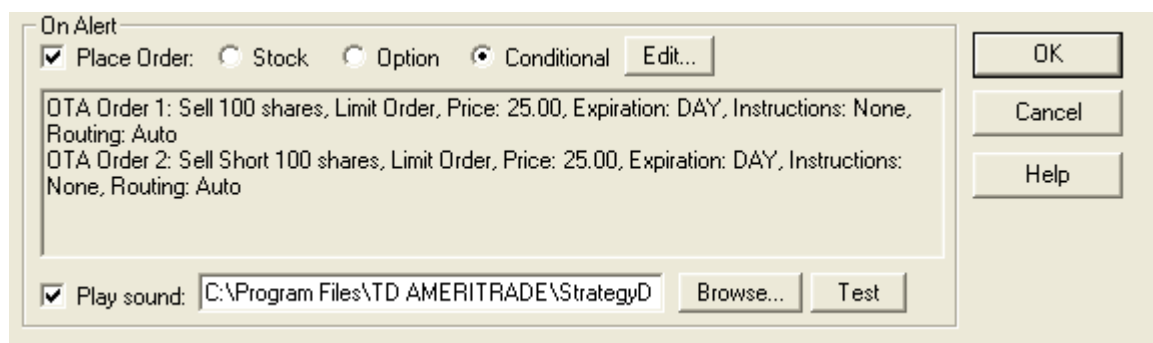 On Alert
Place Order: Stock Option Conditional Edit...
OK
OTA Order 1: Sell 100 shares, Limit Order, Price: 25.00, Expiration: DAY, Instructions: None,
Routing: Auto
OTA Order 2: Sell Short 100 shares, Limit Order, Price: 25.00, Expiration: DAY, Instructions:
None, Routing: Auto
Cancel
Help
Play sound: C:\Program Files\TD AMERITRADE\StrategyD Browse... Test